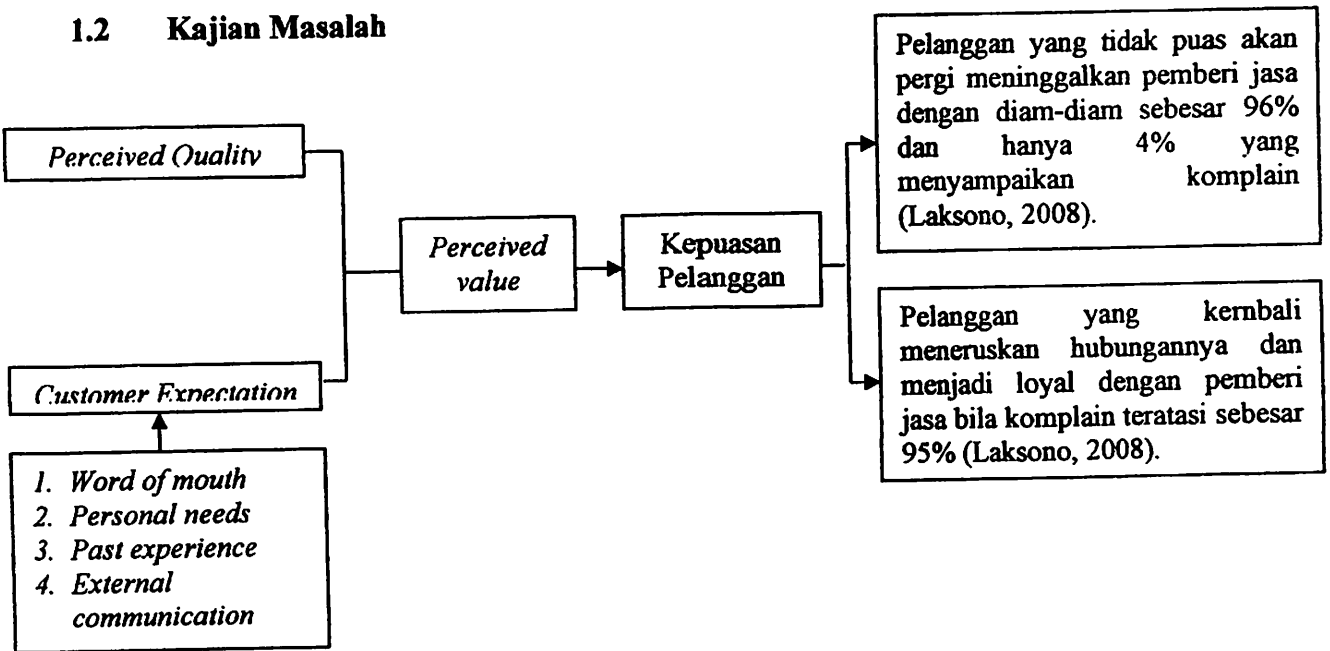 1.2 Kajian Masalah
Perceived Quality
Customer Expectation
1. Word of mouth
2. Personal needs
3. Past experience
4. External
communication
Perceived
value
Kepuasan
Pelanggan
Pelanggan yang tidak puas akan
pergi meninggalkan pemberi jasa
dengan diam-diam sebesar 96%
dan hanya 4% yang
menyampaikan komplain
(Laksono, 2008).
Pelanggan yang kembali
meneruskan hubungannya dan
menjadi loyal dengan pemberi
jasa bila komplain teratasi sebesar
95% (Laksono, 2008).